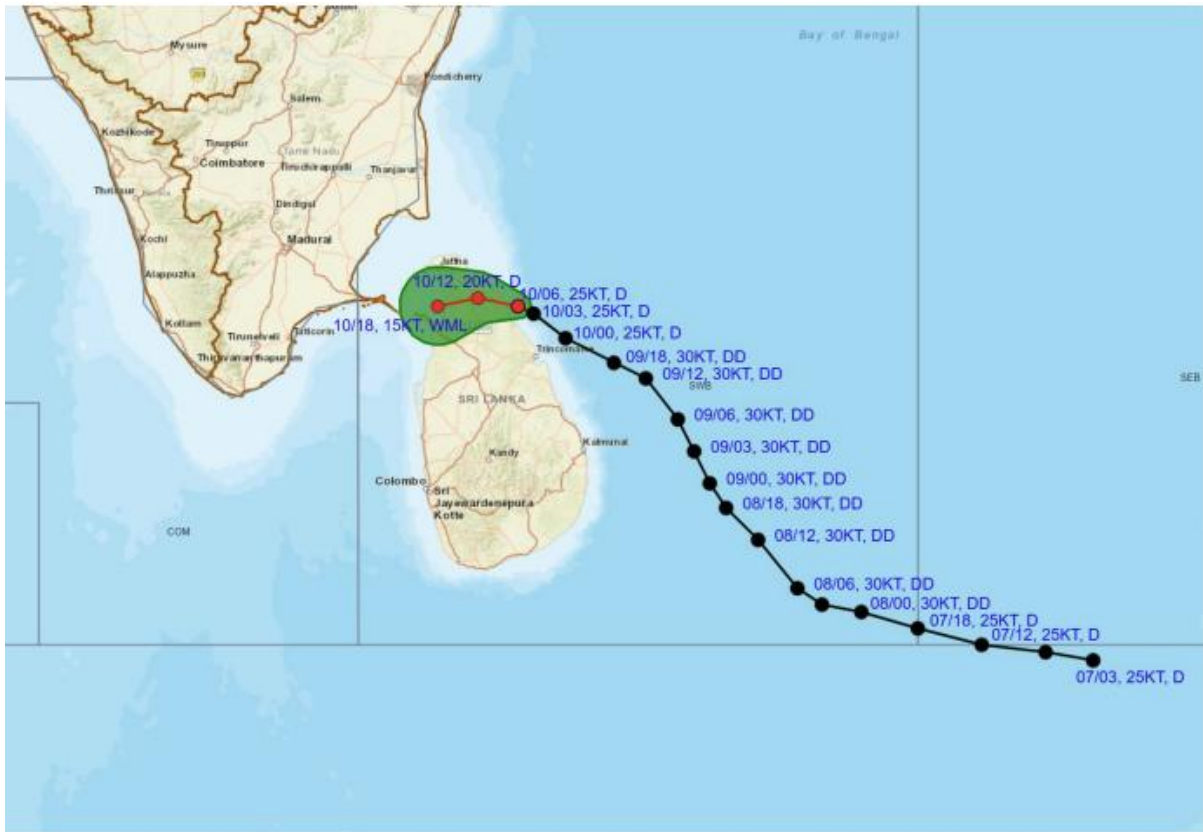 Bay of Bengal
Mysure
Pondicherry
Salem
Kozhikode
Tiruppur
Coimbatore
Tamil Nadu
Tiruchirappalli
Thanjavur
Thrissur
Dindigul
Kochi
Madurai
Alappuzha
Jaffna
10/12, 20KT, D
10/06, 25KT, D
10/03, 25KT, D
10/18, 15KT, WML
Kollam
Tirunelveli
Tuticorin
10/00, 25KT, D
Thiruvananthapuram
Trincomalee
09/18, 30KT, DD
09/12, 30KT, DD
SWB
SEB
SRI LANKA
09/06, 30KT, DD
Kalmunai
Kandy
09/03, 30KT, DD
Colombo
Sri
Jayewardenepura
Kotte
09/00, 30KT, DD
08/18, 30KT, DD
COM
08/12, 30KT, DD
08/06, 30KT, DD
08/00, 30KT, DD
07/18, 25KT, D
07/12, 25KT, D
07/03, 25KT, D